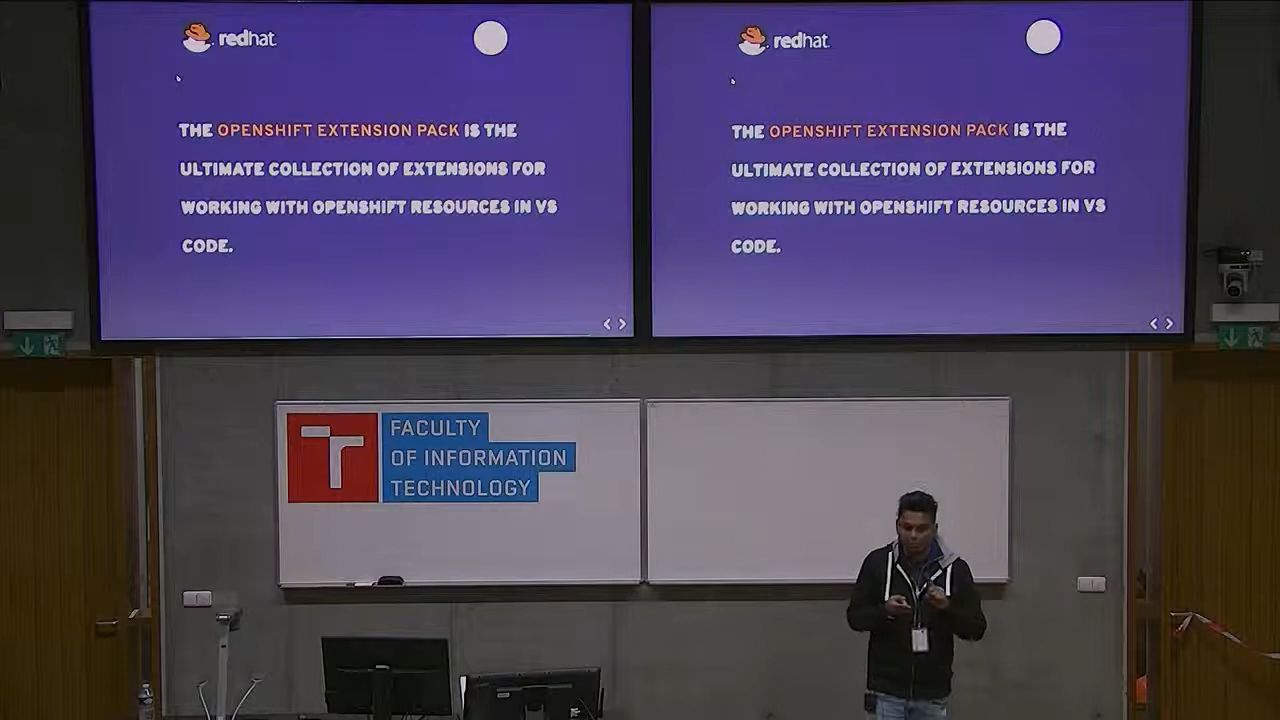 redhat.
THE OPENSHIFT EXTENSION PACK IS THE
ULTIMATE COLLECTION OF EXTENSIONS FOR
WORKING WITH OPENSHIFT RESOURCES IN VS
CODE.
redhat.
THE OPENSHIFT EXTENSION PACK IS THE
ULTIMATE COLLECTION OF EXTENSIONS FOR
WORKING WITH OPENSHIFT RESOURCES IN VS
CODE.
T
FACULTY
OF INFORMATION
TECHNOLOGY